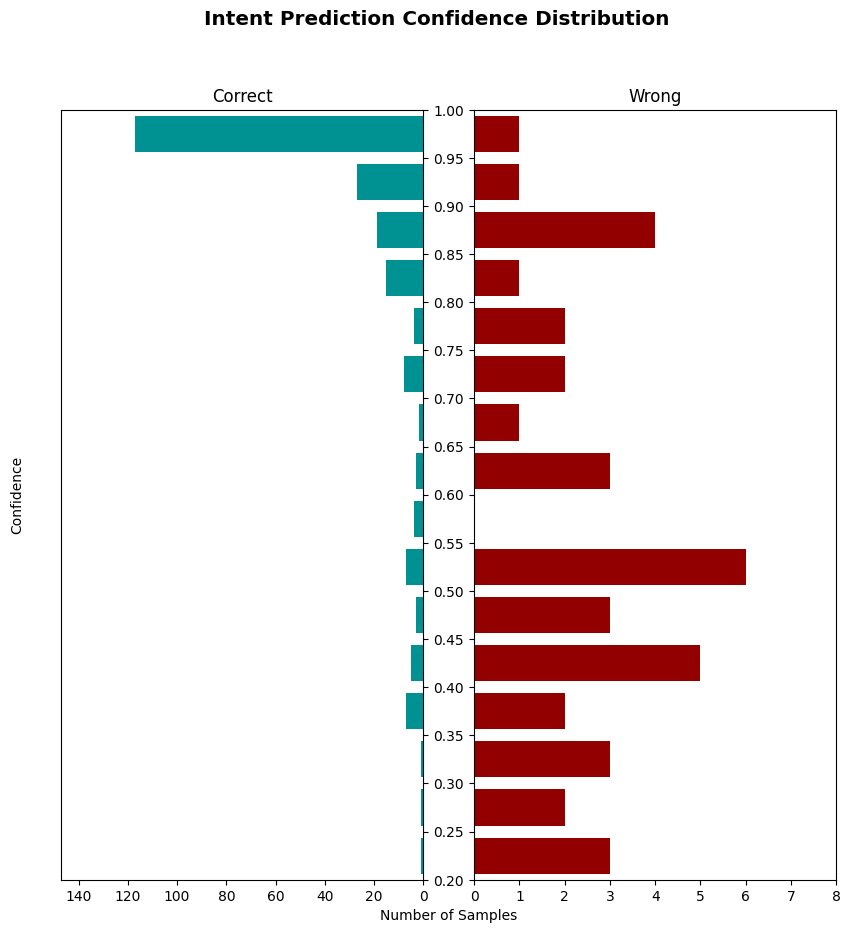 Intent Prediction Confidence Distribution
Correct
Wrong
1.00
0.95
0.90
0.85
0.80
0.75
0.70
0.65
0.60
0.55
0.50
0.45
0.40
0.35
0.30
0.25
0.20
Confidence
140 120 100 80 60 40 20 0
0 1 2 3 4 5 6 7 8
Number of Samples